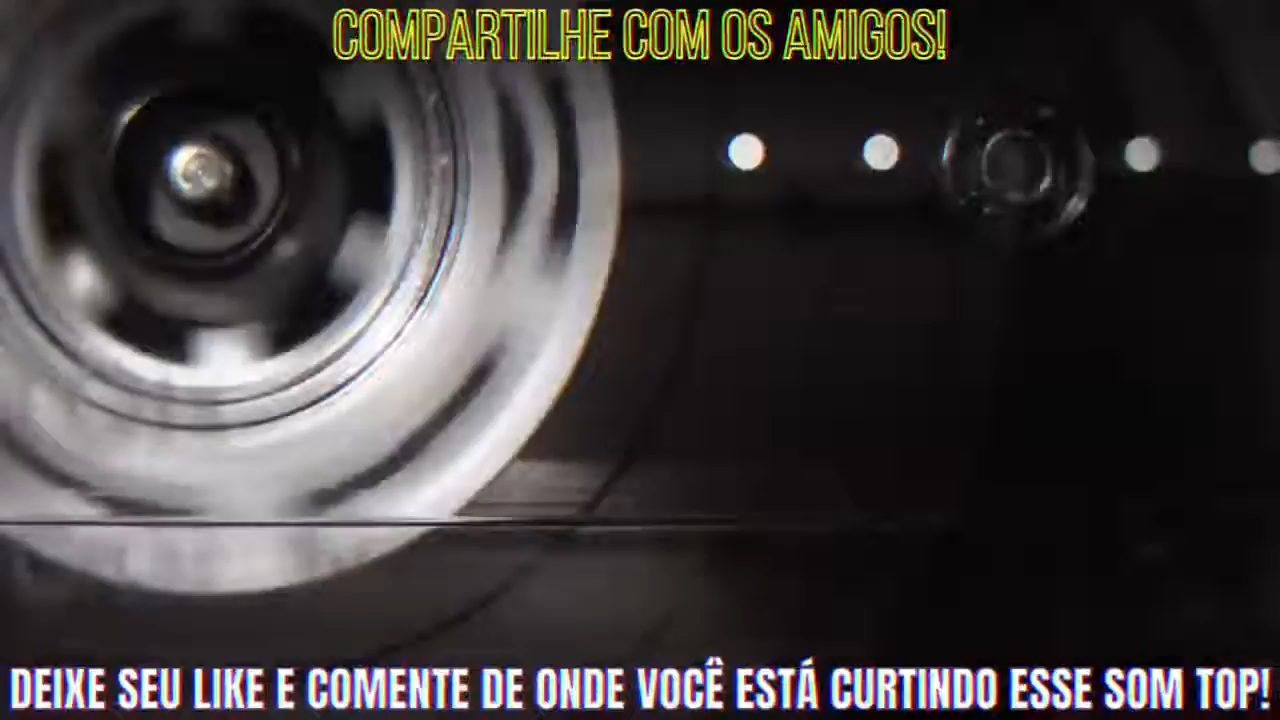 COMPARTILHE COM OS AMIGOS!
DEIXE SEU LIKE E COMENTE DE ONDE VOCÊ ESTÁ CURTINDO ESSE SOM TOP!